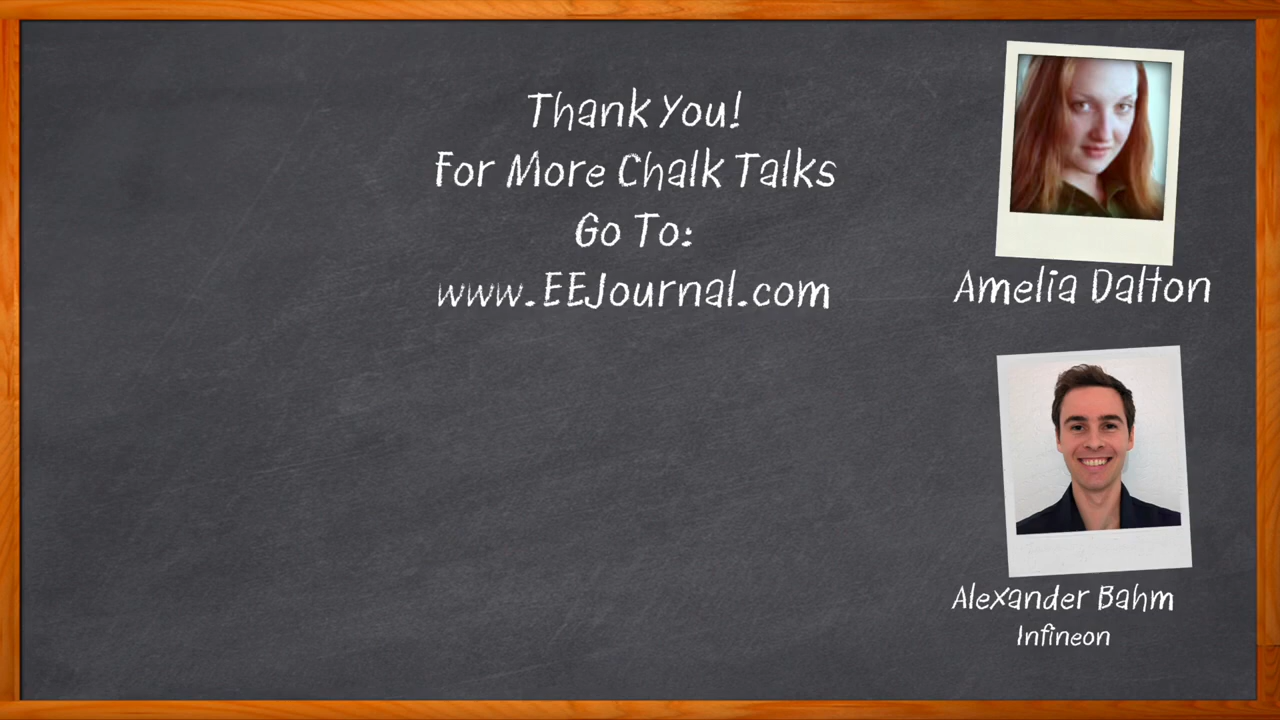 Thank You!
For More Chalk Talks
Go To:
www.EEJournal.com
Amelia Dalton
Alexander Bahm
Infineon